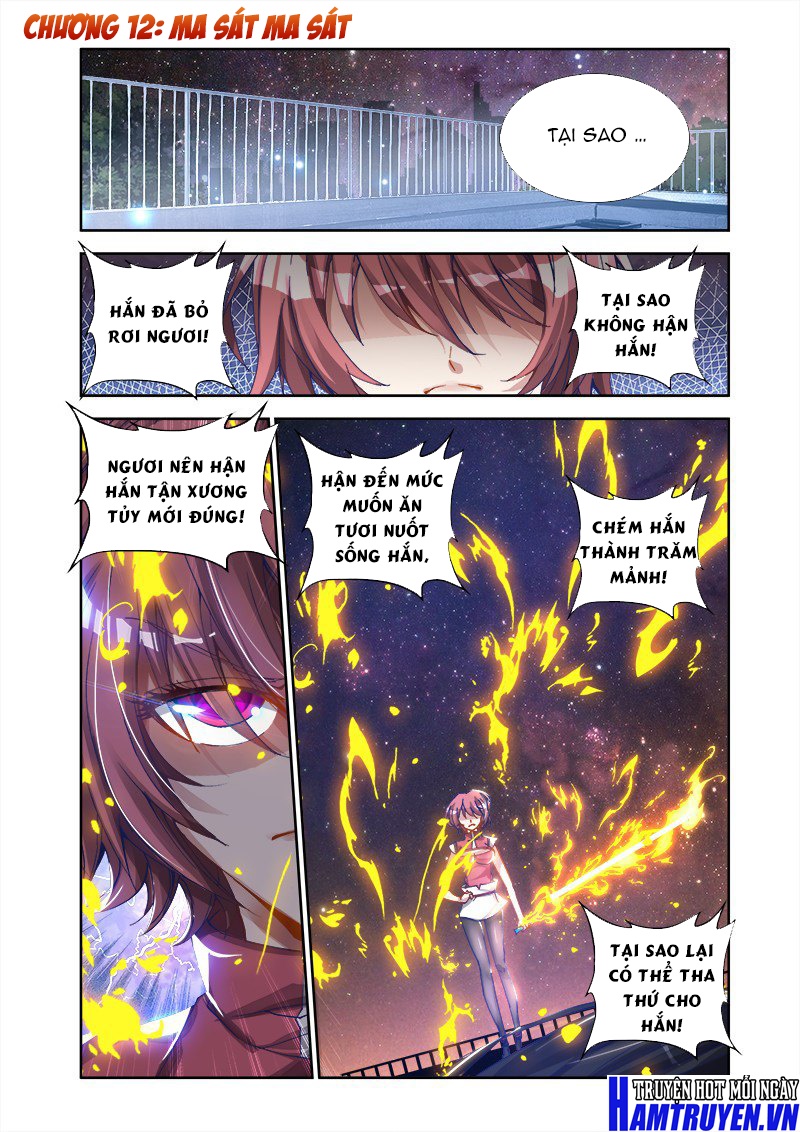 CHƯƠNG 12: MA SÁT MA SÁT
TẠI SAO ...
HẮN ĐÃ BỎ
RƠI NGƯƠI!
TẠI SAO
KHÔNG HẬN
HẮN!
NGƯƠI NÊN HẬN
HẮN TẬN XƯƠNG
TỦY MỚI ĐÚNG!
HẬN ĐẾN MỨC
MUỐN ĂN
TƯƠI NUỐT
SỐNG HẮN,
CHÉM HẮN
THÀNH TRĂM
MẢNH!
TẠI SAO LẠI
CÓ THỂ THA
THỨ CHO
HẮN!
TRUYỆN HOT MỖI NGÀY
HAMTRUYEN.VN